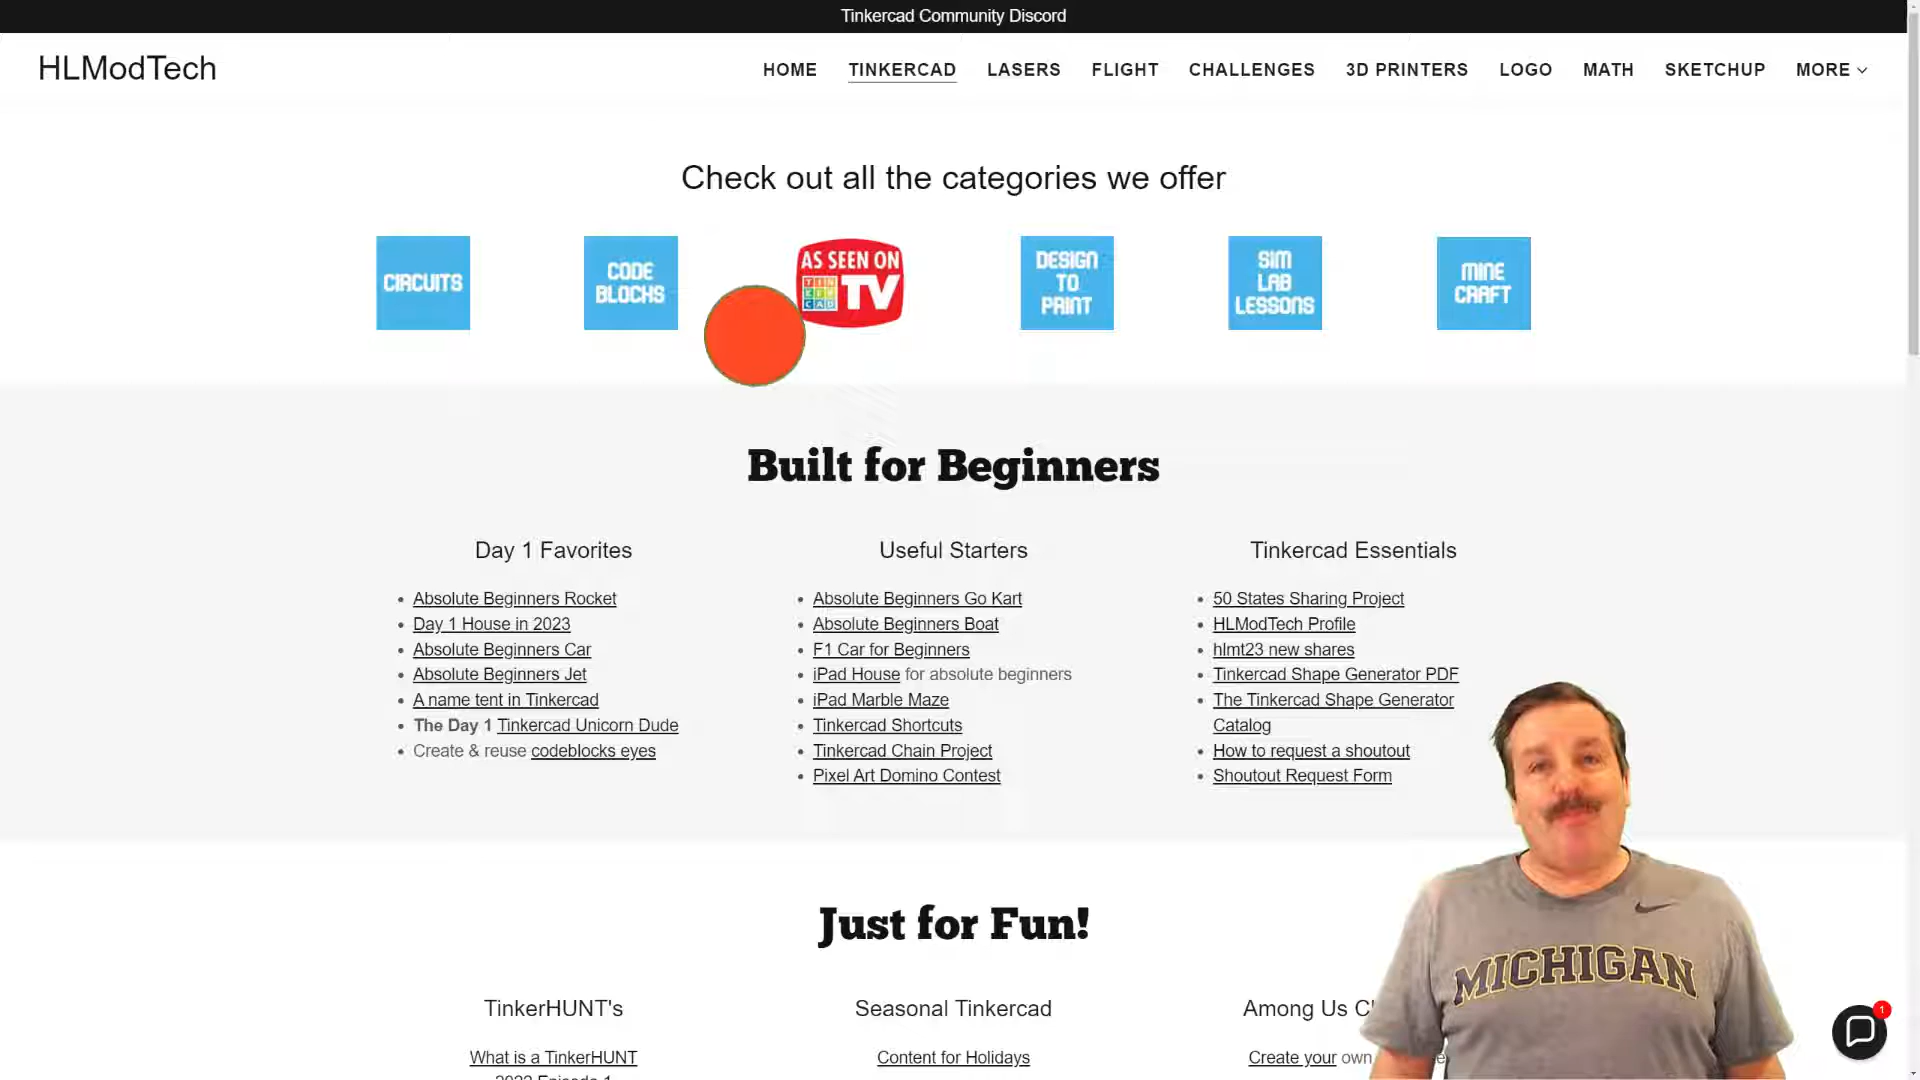 Tinkercad Community Discord
HLModTech
HOME TINKERCAD LASERS FLIGHT CHALLENGES 3D PRINTERS LOGO MATH SKETCHUP MORE
Check out all the categories we offer
CIRCUITS
CODE
BLOCKS
AS SEEN ON
TIN
KER
CAD
TV
DESIGN
TO
PRINT
SIM
LAB
LESSONS
MINE
CRAFT
Built for Beginners
Day 1 Favorites
Absolute Beginners Rocket
Day 1 House in 2023
Absolute Beginners Car
Absolute Beginners Jet
A name tent in Tinkercad
The Day 1 Tinkercad Unicorn Dude
Create & reuse codeblocks eyes
Useful Starters
Absolute Beginners Go Kart
Absolute Beginners Boat
F1 Car for Beginners
iPad House for absolute beginners
iPad Marble Maze
Tinkercad Shortcuts
Tinkercad Chain Project
Pixel Art Domino Contest
Tinkercad Essentials
50 States Sharing Project
HLModTech Profile
hlmt23 new shares
Tinkercad Shape Generator PDF
The Tinkercad Shape Generator
Catalog
How to request a shoutout
Shoutout Request Form
Just for Fun!
TinkerHUNT's
What is a TinkerHUNT
Seasonal Tinkercad
Content for Holidays
Among Us
Create your own
MICHIGAN
1